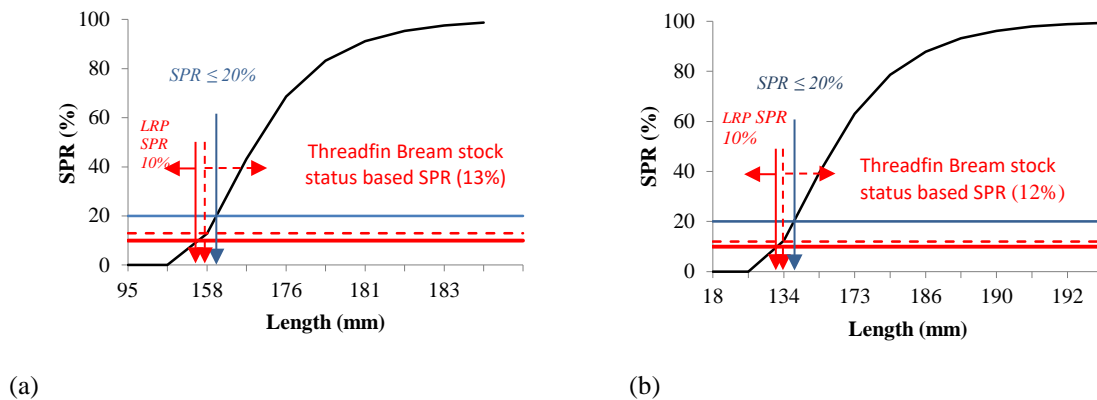 100
80
60
40
20
0
SPR (%)
SPR ≤ 20%
LRP
SPR
10%
Threadfin Bream stock
status based SPR (13%)
95
158
176
181
183
Length (mm)
(a)
100
80
60
40
20
0
SPR (%)
SPR ≤ 20%
LRP SPR
10%
Threadfin Bream stock
status based SPR (12%)
18
134
173
186
190
192
Length (mm)
(b)